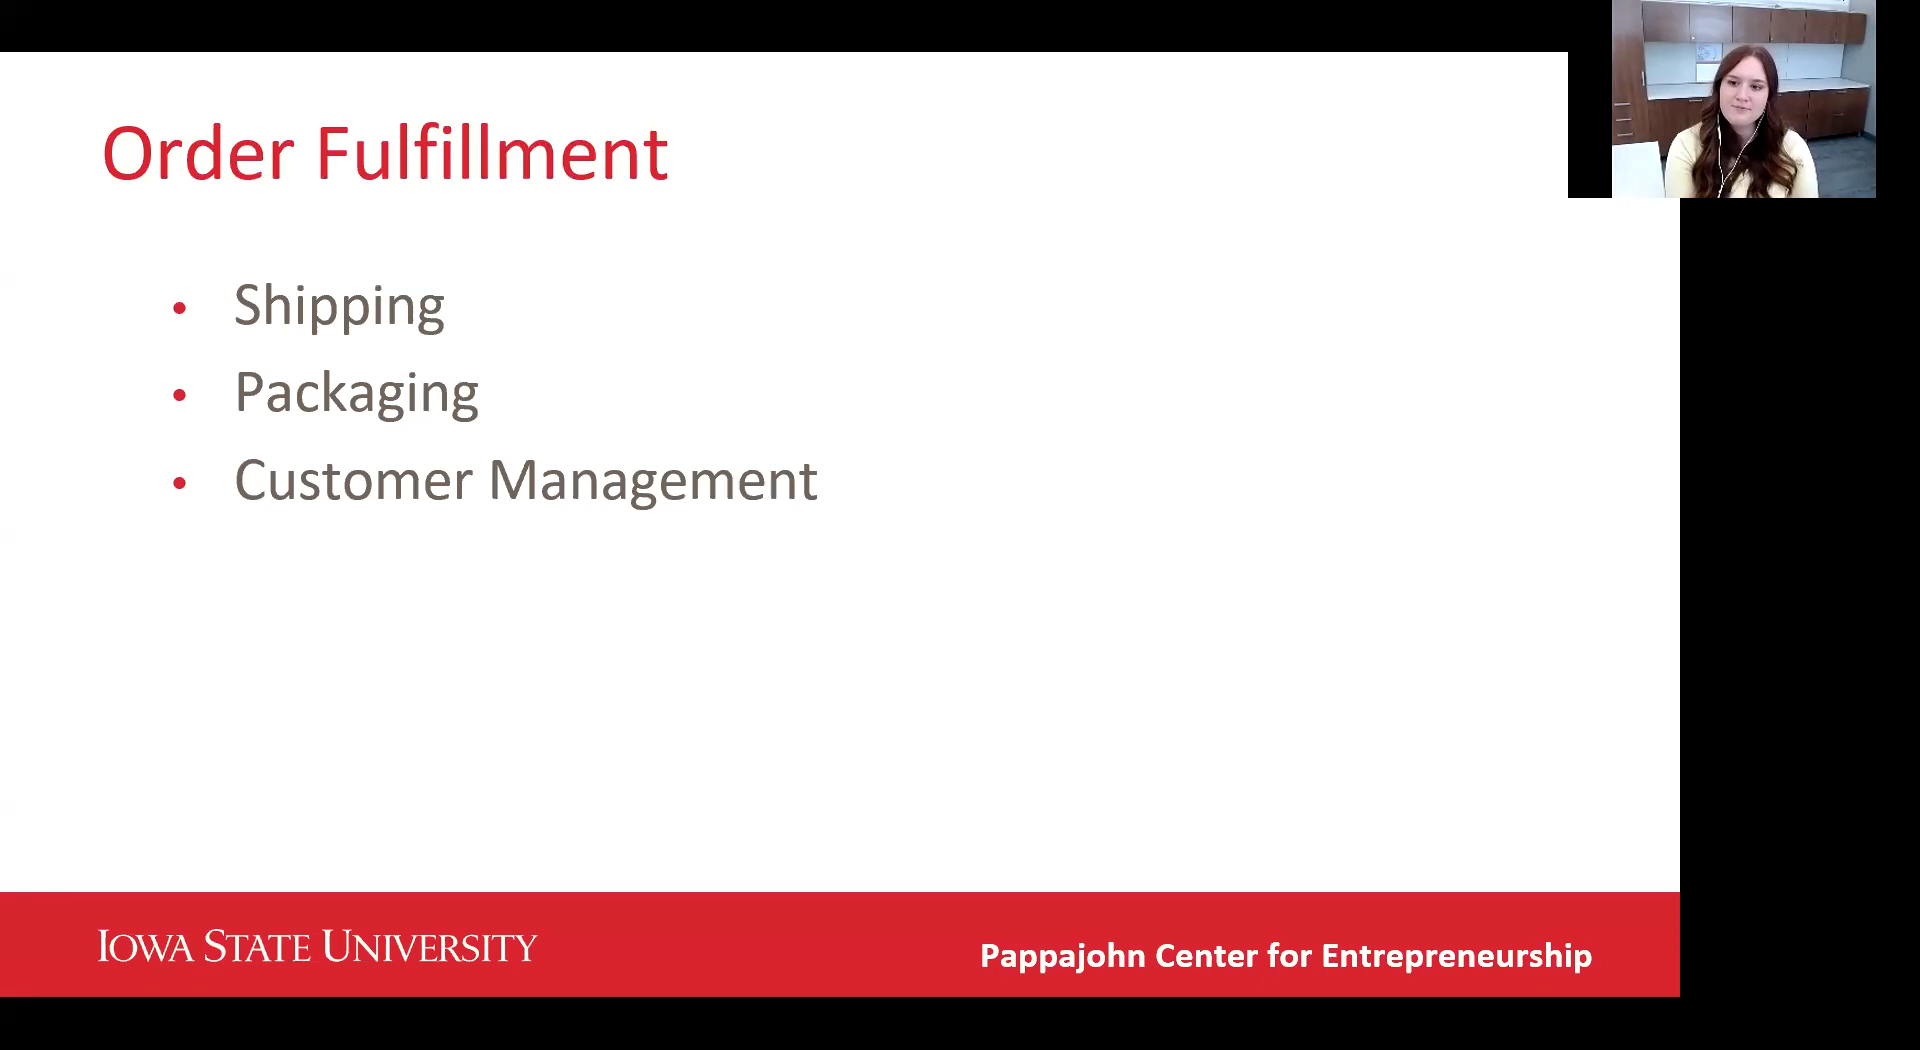 Order Fulfillment
• Shipping
• Packaging
• Customer Management
IOWA STATE UNIVERSITY
Pappajohn Center for Entrepreneurship